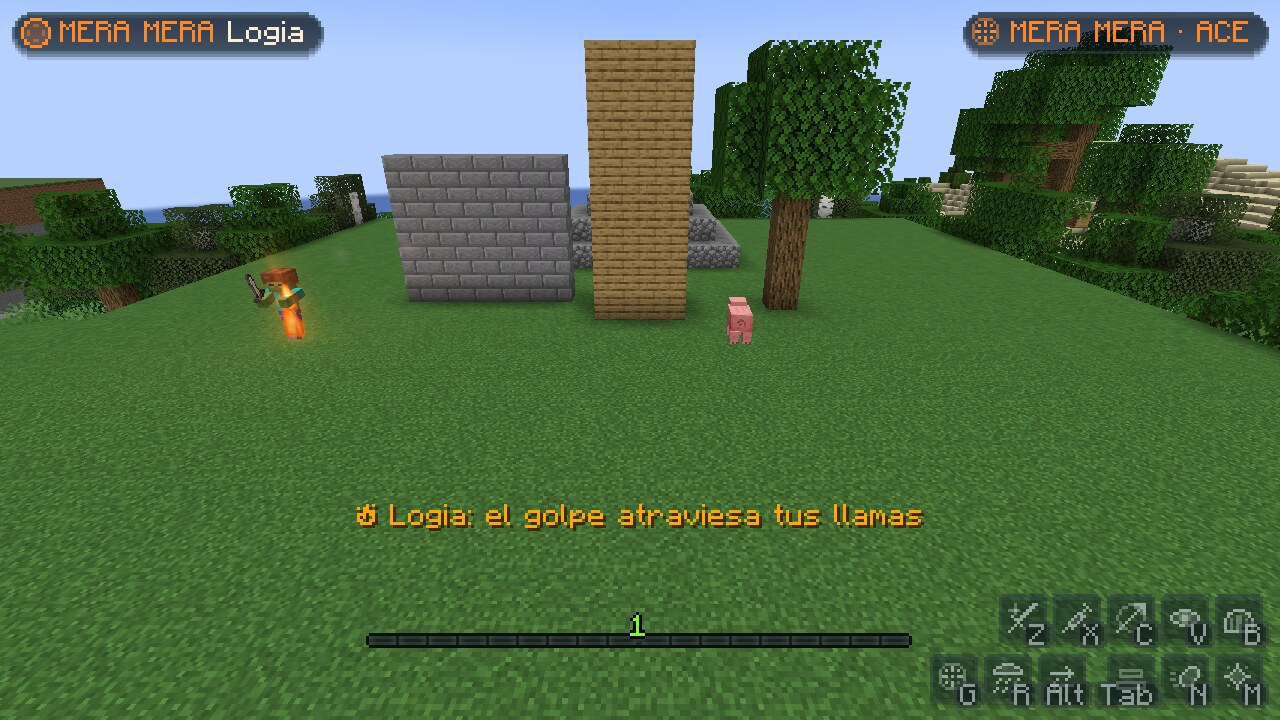 MERA MERA Logia
MERA MERA · ACE
Logia: el golpe atraviesa tus llamas
1
Z X C V B
G R Alt Tab N M